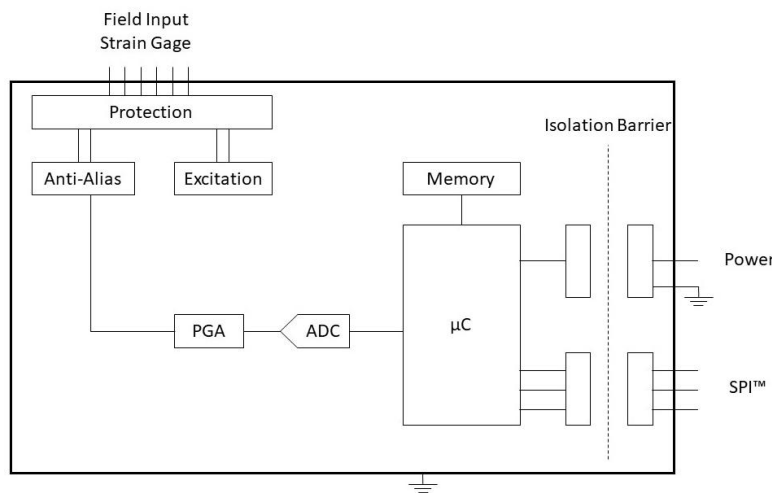 Field Input
Strain Gage
Protection
Isolation Barrier
Anti-Alias
Excitation
Memory
Power
PGA
ADC
µC
SPI™